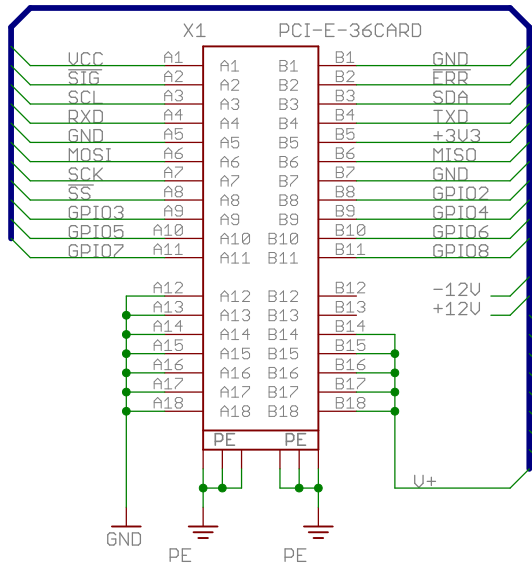 X1 PCI-E-36CARD
VCC A1 A1 B1 B1 GND
SIG A2 A2 B2 B2 ERR
SCL A3 A3 B3 B3 SDA
RXD A4 A4 B4 B4 TXD
GND A5 A5 B5 B5 +3V3
MOSI A6 A6 B6 B6 MISO
SCK A7 A7 B7 B7 GND
SS A8 A8 B8 B8 GPIO2
GPIO3 A9 A9 B9 B9 GPIO4
GPIO5 A10 A10 B10 B10 GPIO6
GPIO7 A11 A11 B11 B11 GPIO8
A12 A12 B12 B12 -12V
A13 A13 B13 B13 +12V
A14 A14 B14 B14
A15 A15 B15 B15
A16 A16 B16 B16
A17 A17 B17 B17
A18 A18 B18 B18
PE PE
V+
GND
PE PE